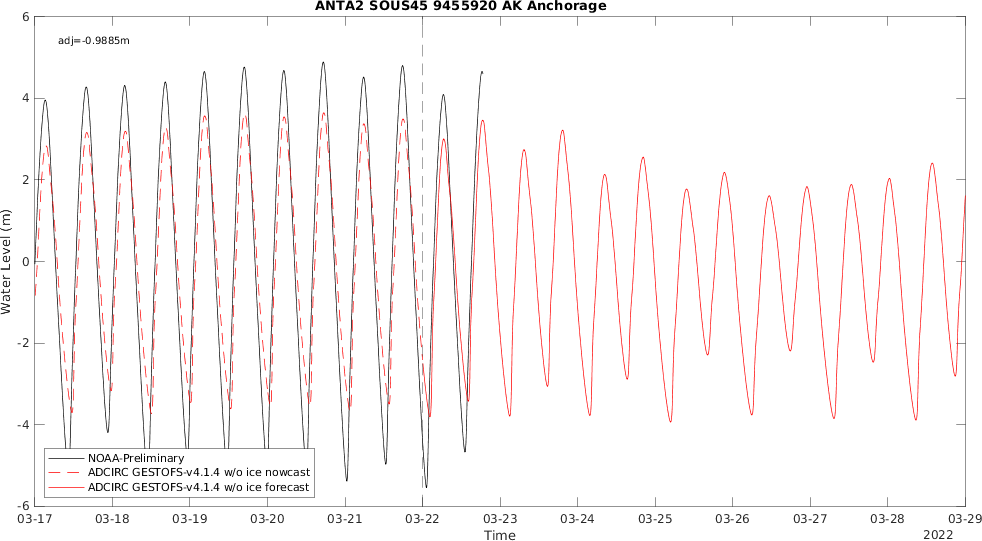 ANTA2 SOUS45 9455920 AK Anchorage
adj=-0.9885m
Water Level (m)
6
4
2
0
-2
-4
-6
NOAA-Preliminary
ADCIRC GESTOFS-v4.1.4 w/o ice nowcast
ADCIRC GESTOFS-v4.1.4 w/o ice forecast
03-17 03-18 03-19 03-20 03-21 03-22 03-23 03-24 03-25 03-26 03-27 03-28 03-29
Time
2022